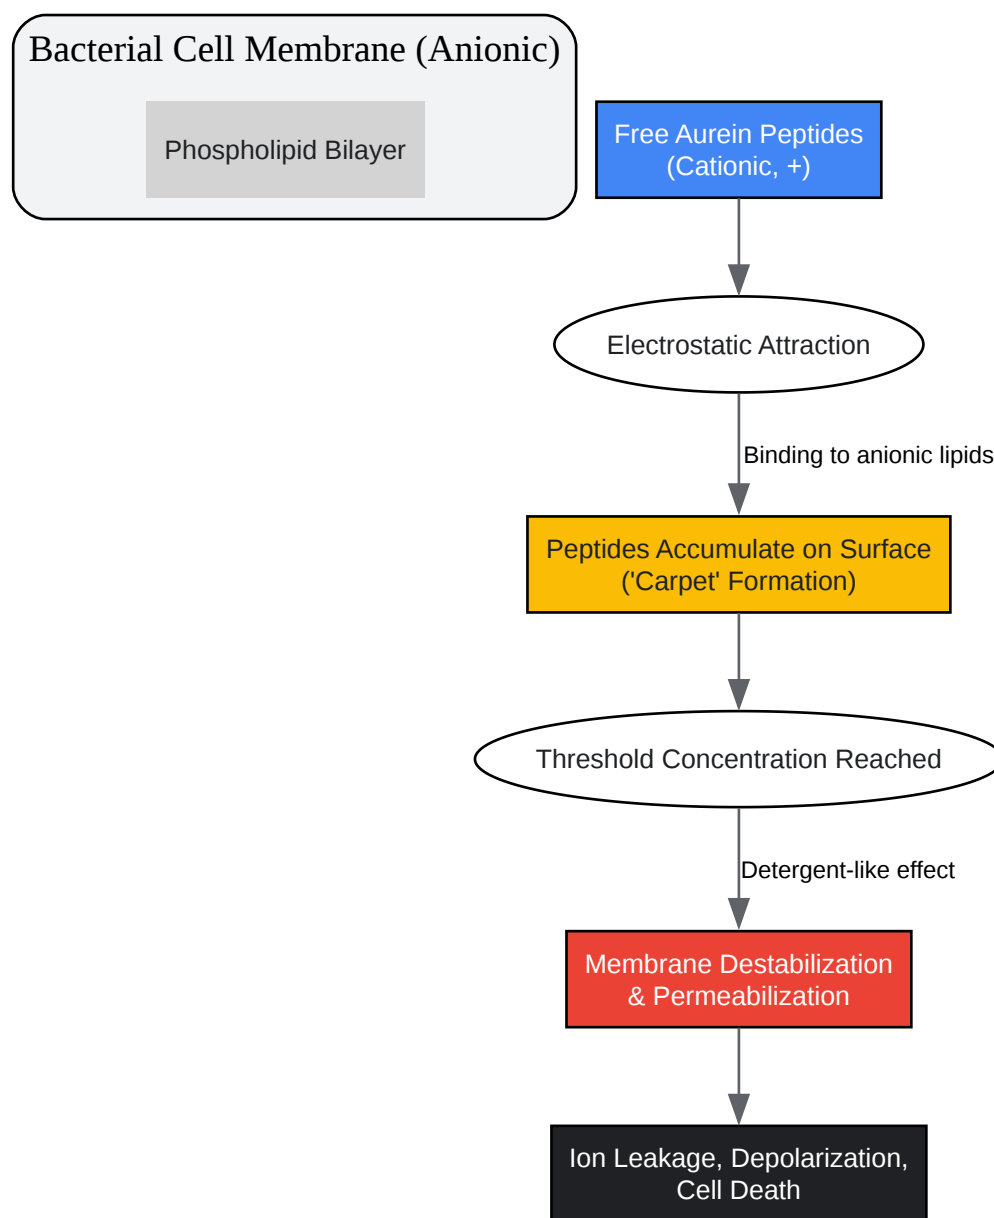 Bacterial Cell Membrane (Anionic)
Phospholipid Bilayer
Free Aurein Peptides
(Cationic, +)
Electrostatic Attraction
Binding to anionic lipids
Peptides Accumulate on Surface
('Carpet' Formation)
Threshold Concentration Reached
Detergent-like effect
Membrane Destabilization
& Permeabilization
Ion Leakage, Depolarization,
Cell Death